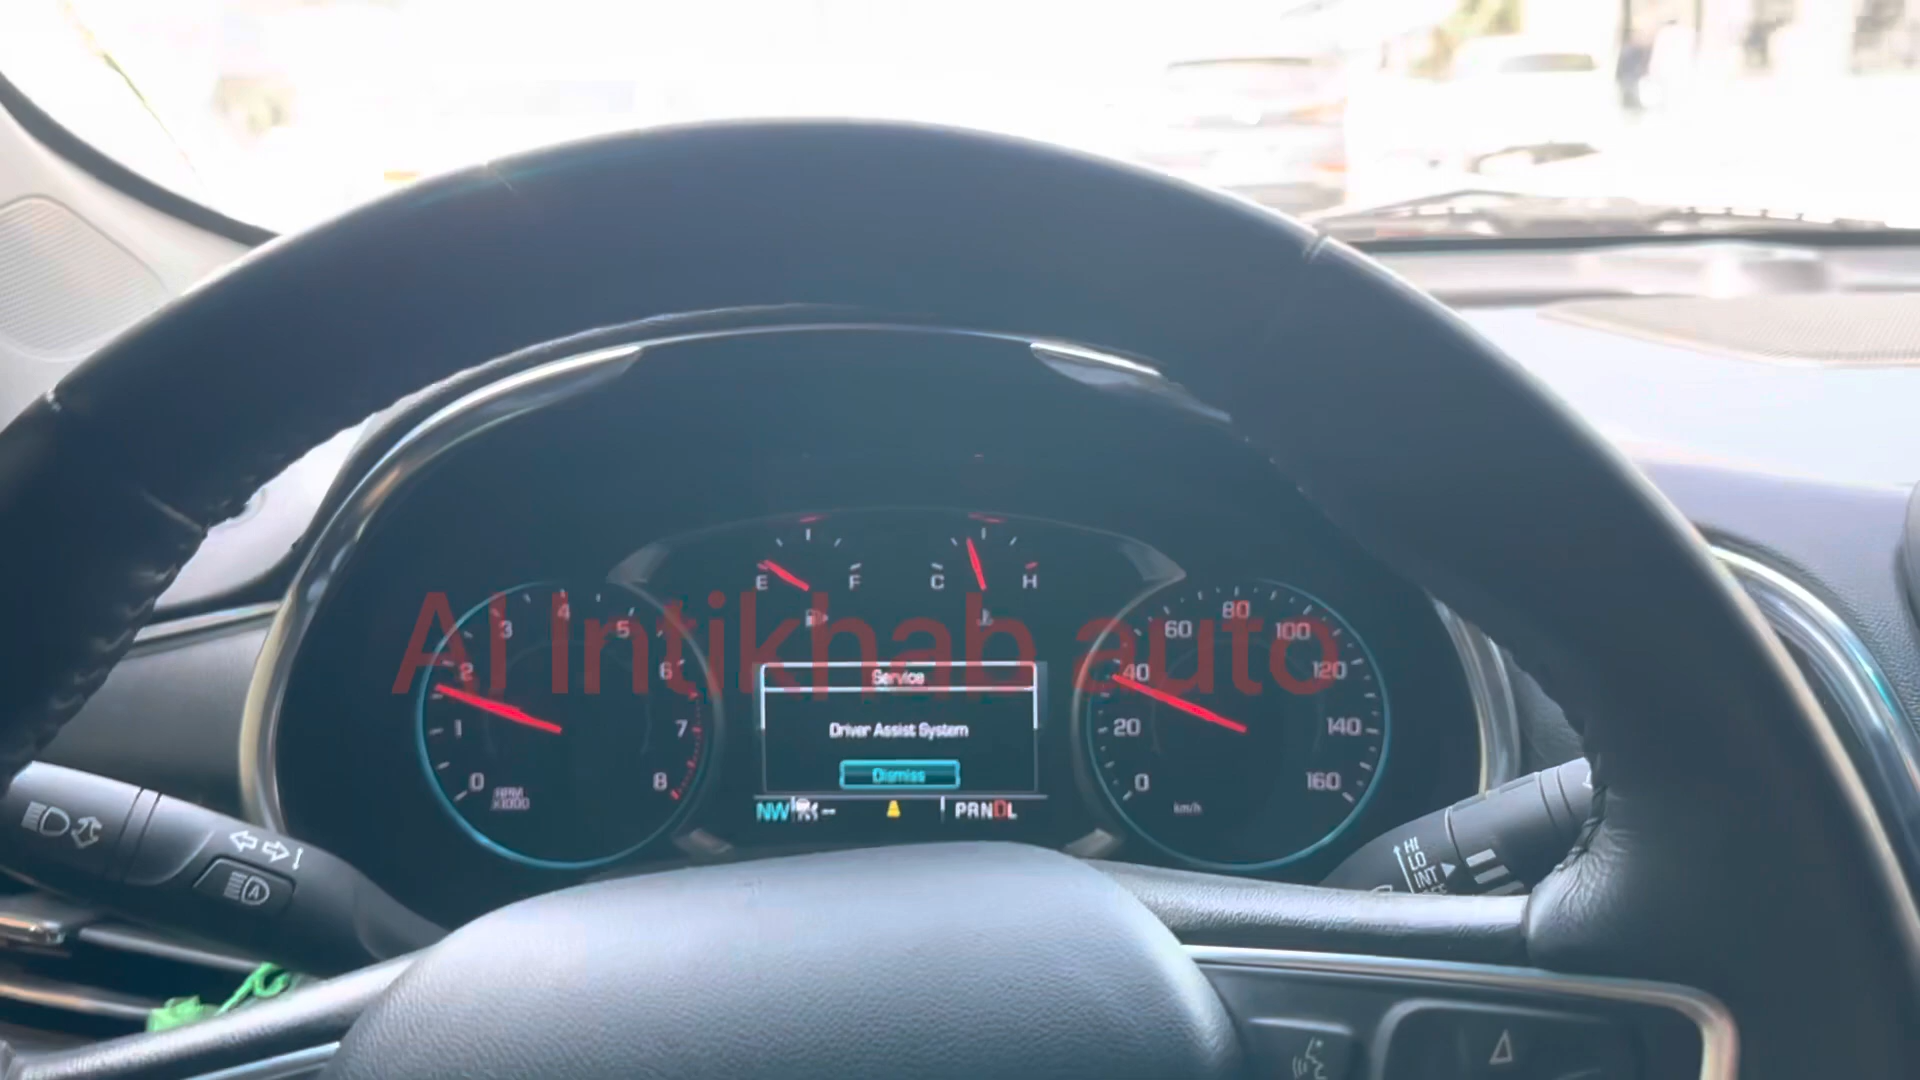 E F C H
Al Intikhab auto
0 1 2 3 4 5 6 7 8
RPM
x1000
Service
Driver Assist System
Dismiss
NW -- PRNDL
0 20 40 60 80 100 120 140 160
km/h
HI
LO
INT
A